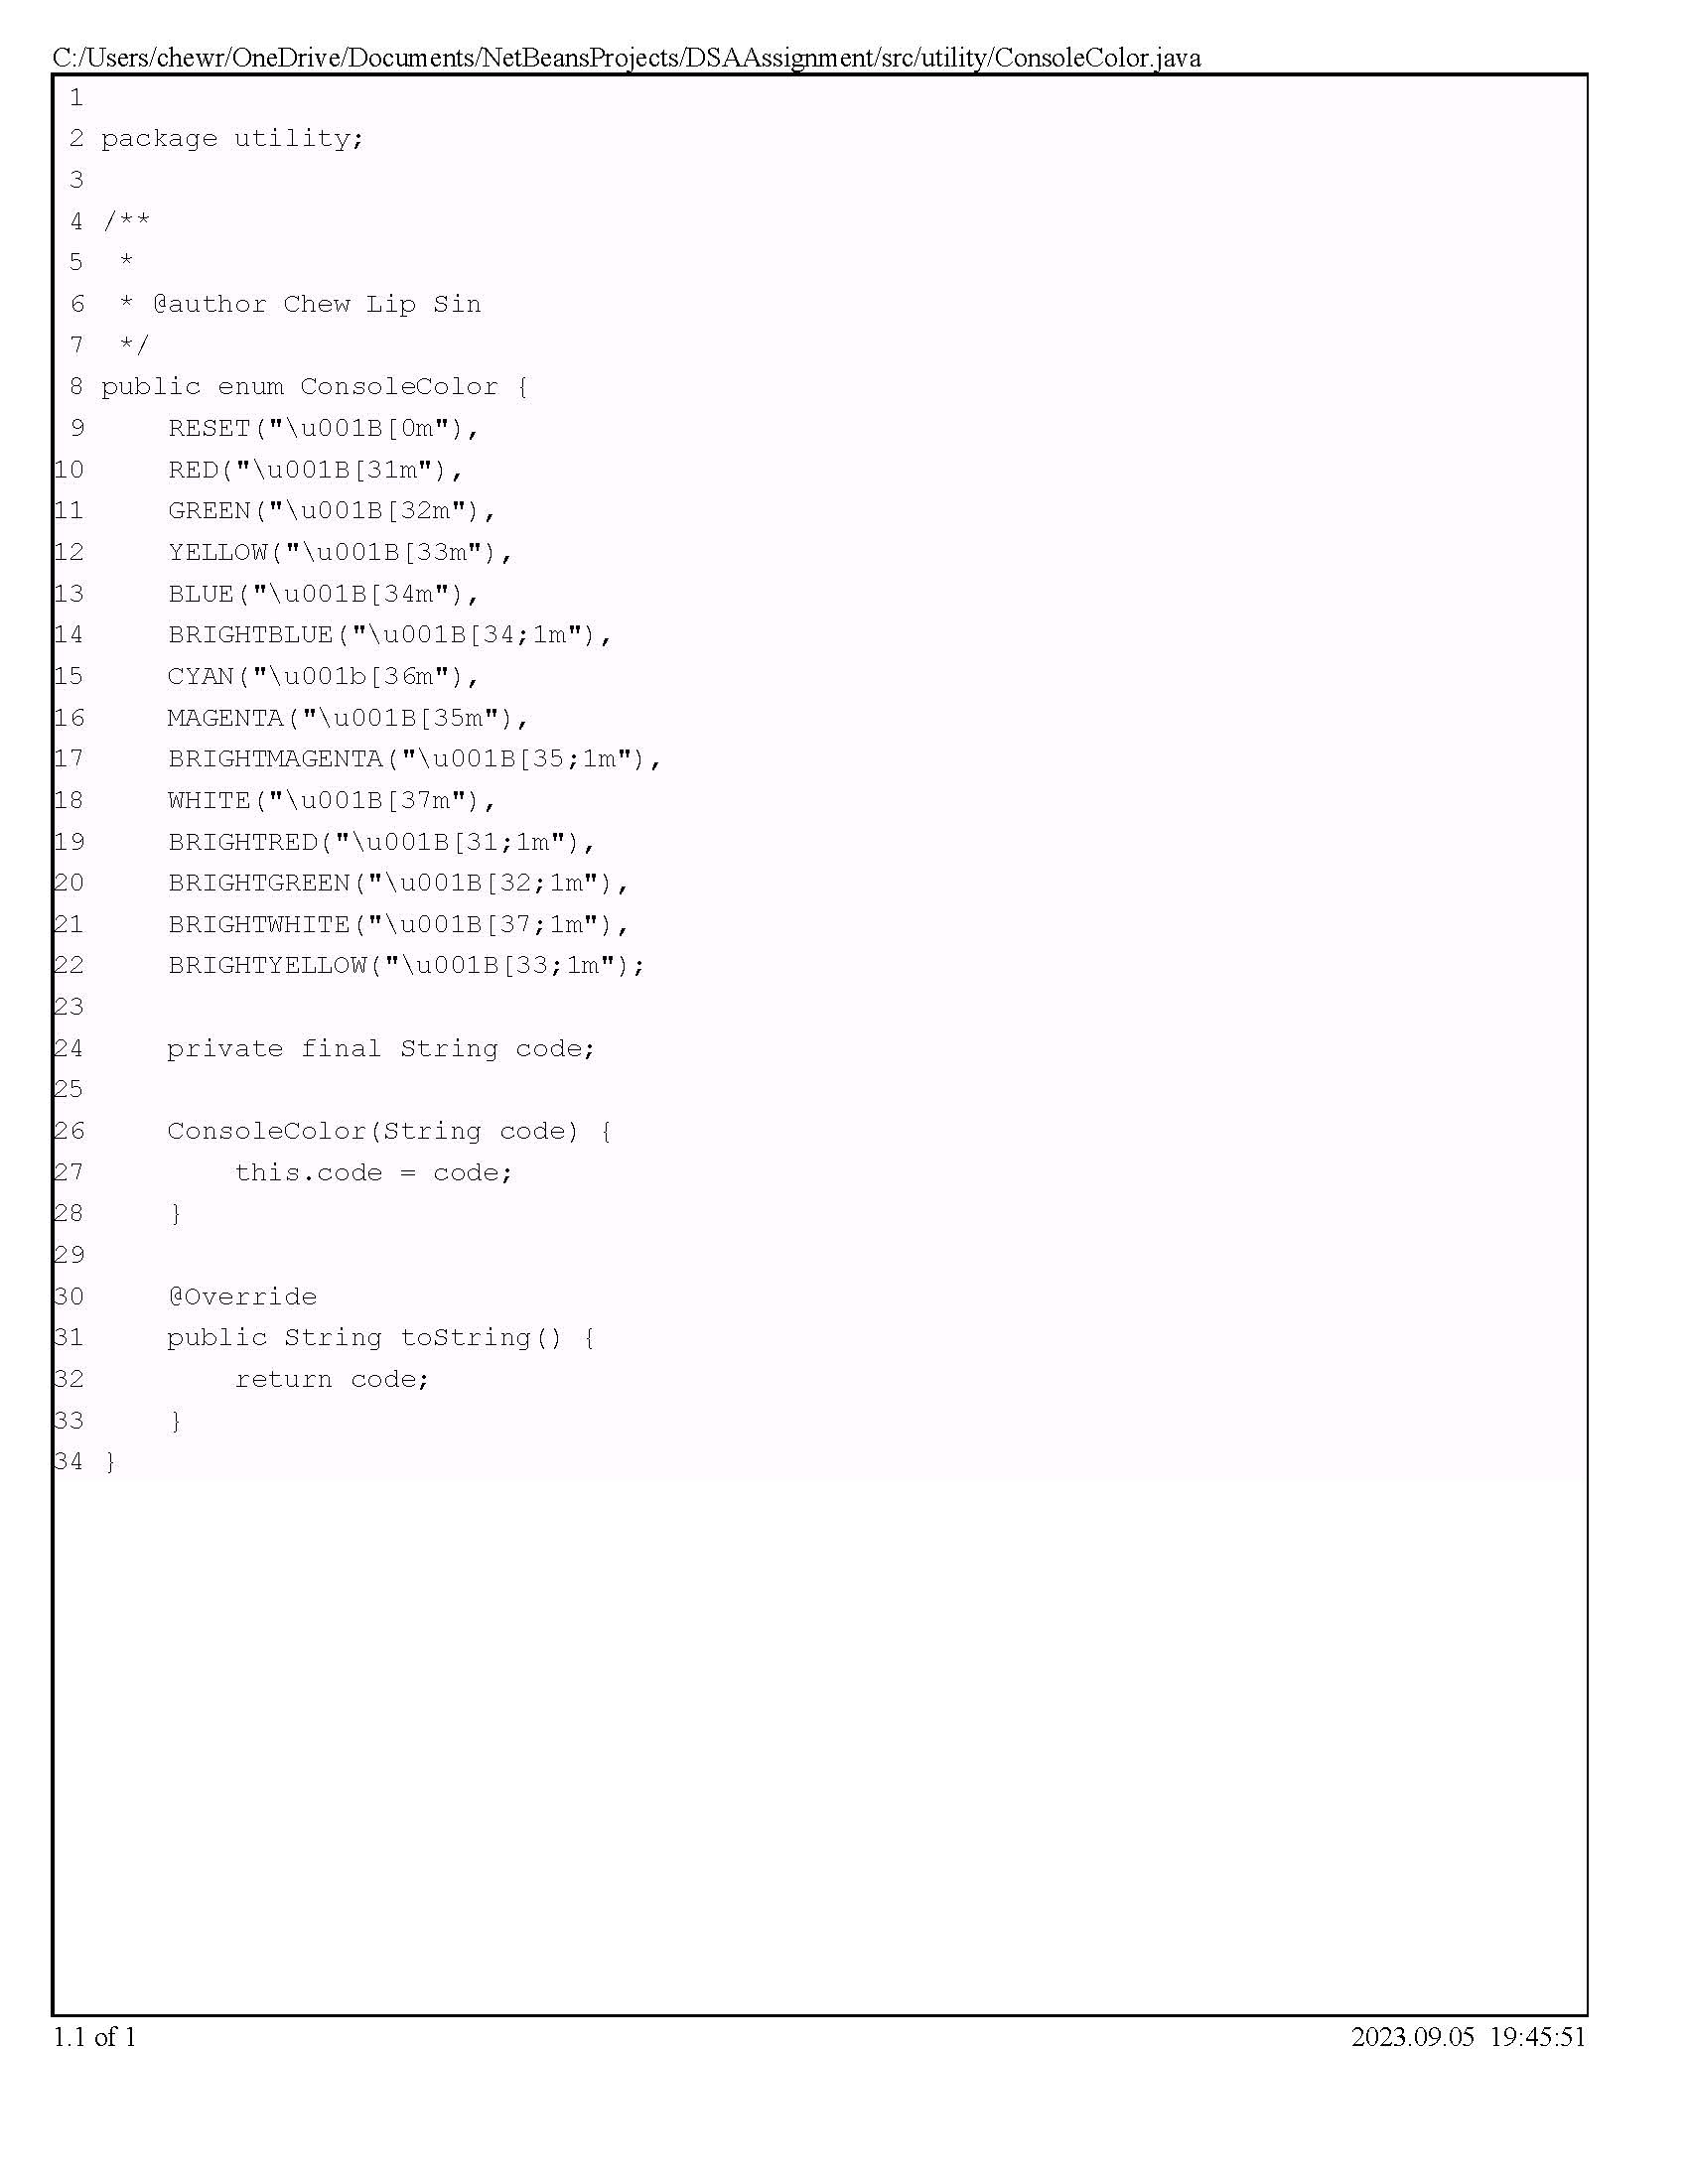 C:/Users/chewr/OneDrive/Documents/NetBeansProjects/DSAAssignment/src/utility/ConsoleColor.java
1
2 package utility;
3
4 /**
5  *
6  * @author Chew Lip Sin
7  */
8 public enum ConsoleColor {
9     RESET("\u001B[0m"),
10     RED("\u001B[31m"),
11     GREEN("\u001B[32m"),
12     YELLOW("\u001B[33m"),
13     BLUE("\u001B[34m"),
14     BRIGHTBLUE("\u001B[34;1m"),
15     CYAN("\u001b[36m"),
16     MAGENTA("\u001B[35m"),
17     BRIGHTMAGENTA("\u001B[35;1m"),
18     WHITE("\u001B[37m"),
19     BRIGHTRED("\u001B[31;1m"),
20     BRIGHTGREEN("\u001B[32;1m"),
21     BRIGHTWHITE("\u001B[37;1m"),
22     BRIGHTYELLOW("\u001B[33;1m");
23
24     private final String code;
25
26     ConsoleColor(String code) {
27         this.code = code;
28     }
29
30     @Override
31     public String toString() {
32         return code;
33     }
34 }
1.1 of 1
2023.09.05 19:45:51